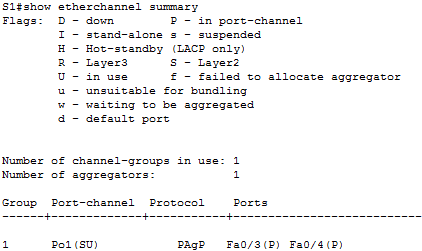 S1#show etherchannel summary
Flags:  D - down        P - in port-channel
        I - stand-alone s - suspended
        H - Hot-standby (LACP only)
        R - Layer3      S - Layer2
        U - in use      f - failed to allocate aggregator
        u - unsuitable for bundling
        w - waiting to be aggregated
        d - default port
Number of channel-groups in use: 1
Number of aggregators:           1
Group  Port-channel  Protocol    Ports
------+-------------+-----------+----------------------------
1      Po1(SU)           PAgP   Fa0/3(P) Fa0/4(P)